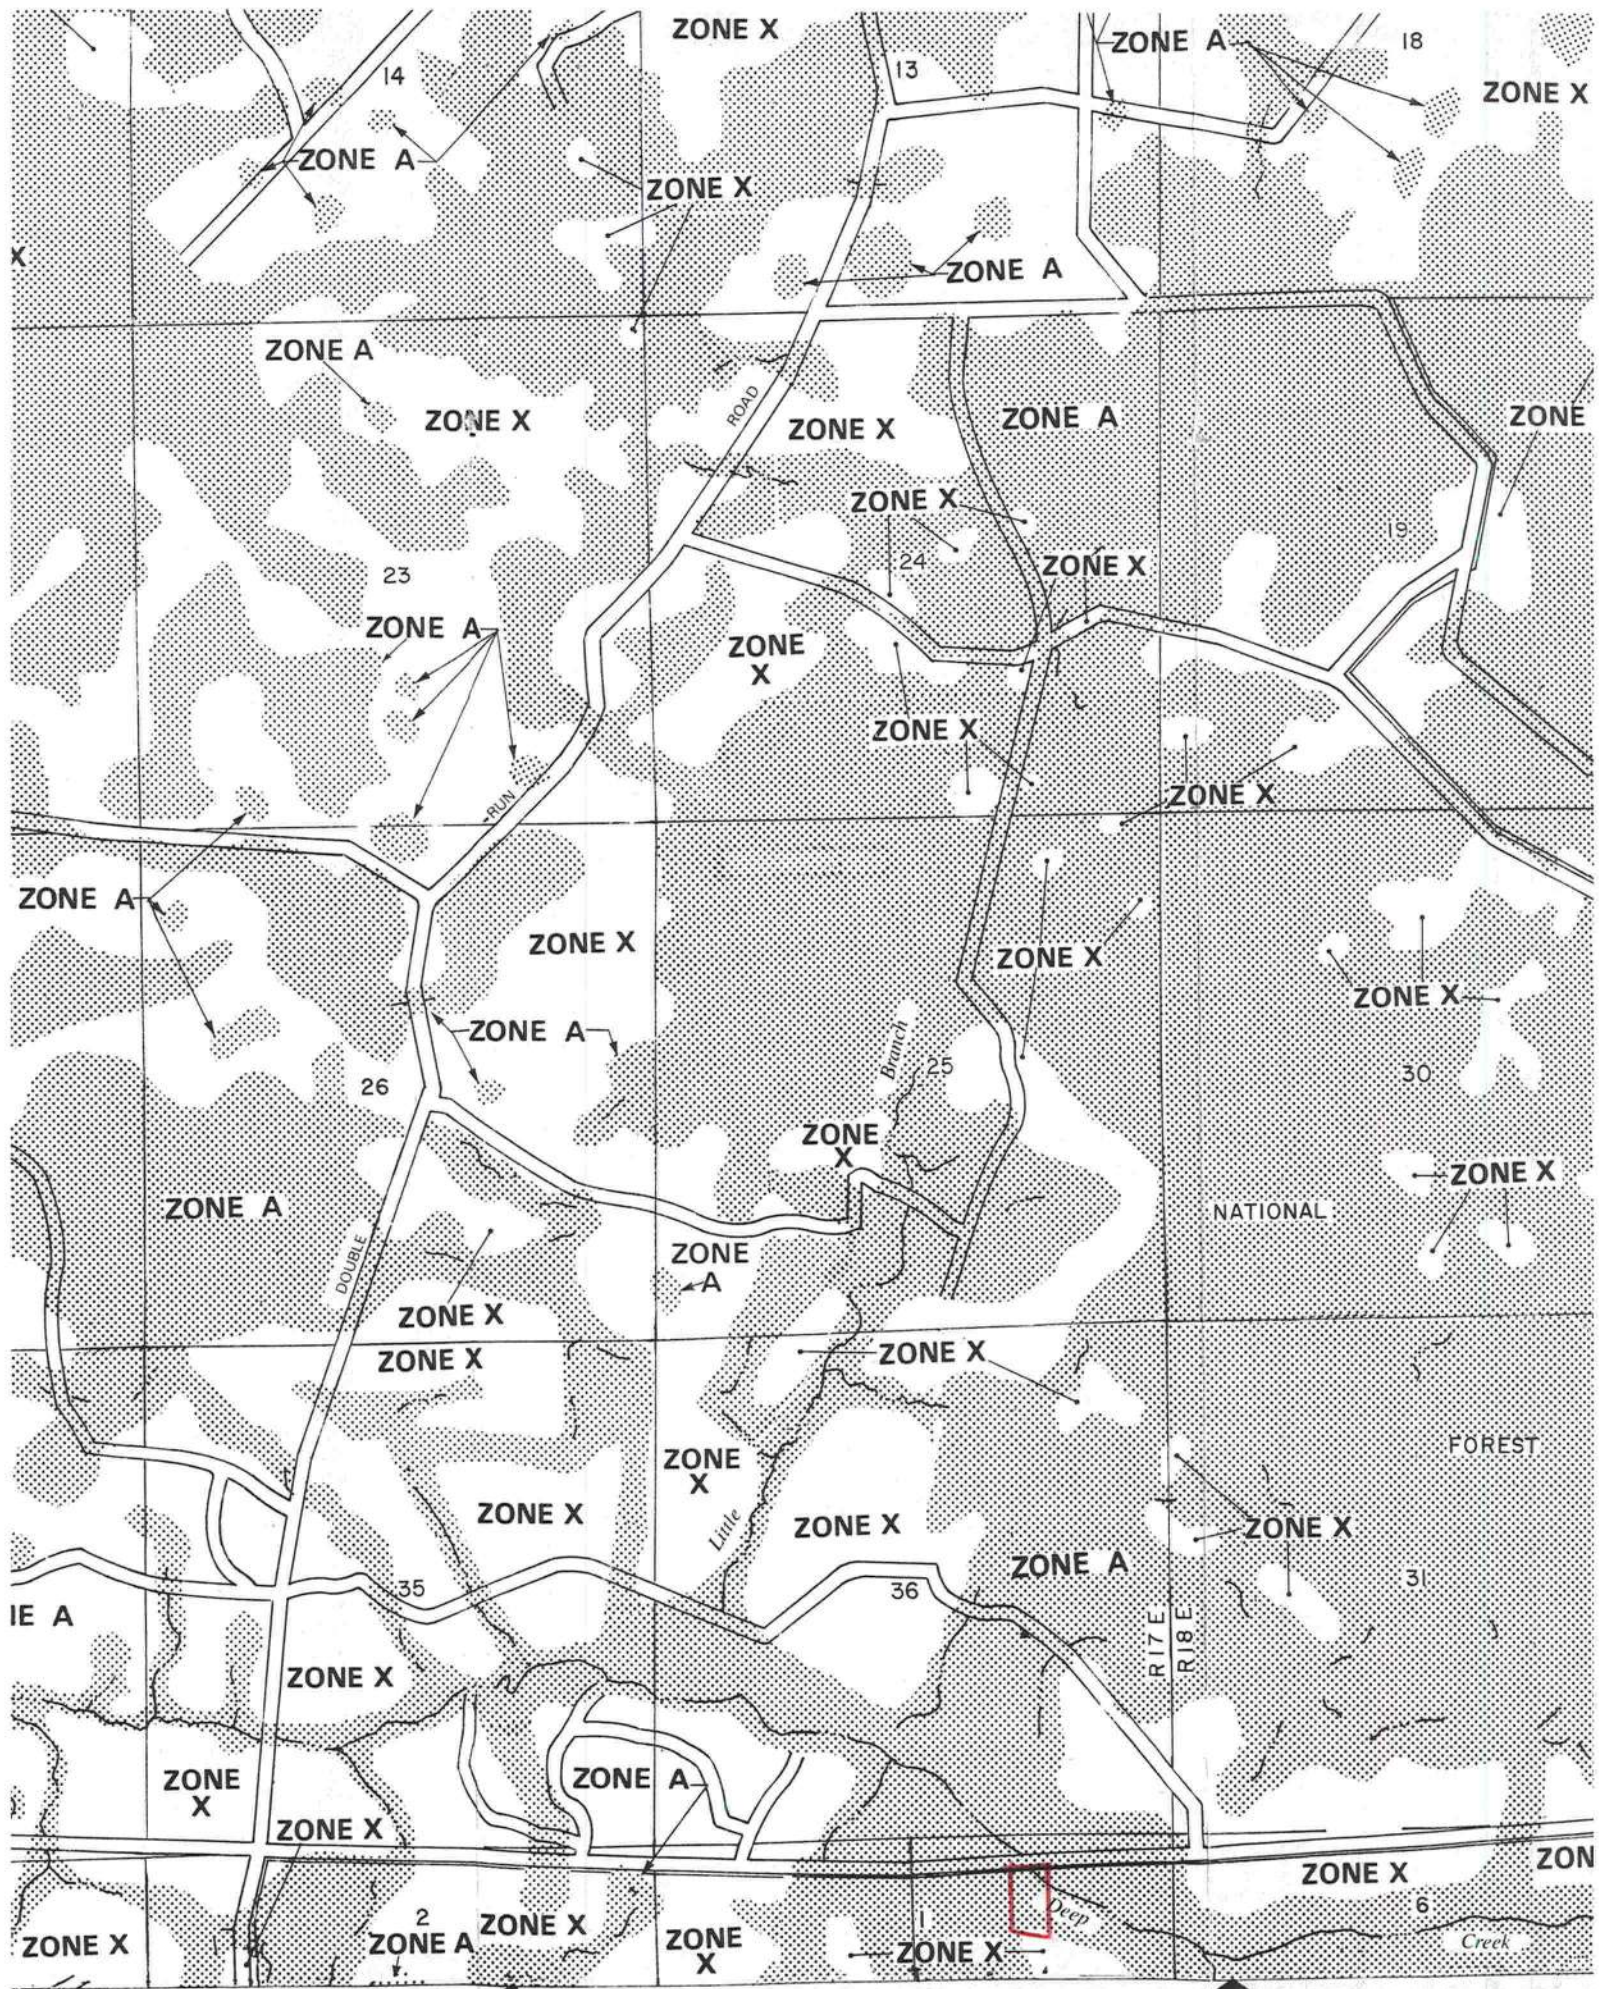 ZONE X
13
ZONE A
18
14
ZONE X
ZONE A
ZONE X
X
ZONE A
ZONE A
ROAD
ZONE X
ZONE X
ZONE A
ZONE
ZONE X
19
24
ZONE X
23
ZONE A
ZONE
X
ZONE X
ZONE X
RUN
ZONE A
ZONE X
ZONE X
ZONE X
ZONE A
Branch
25
30
26
ZONE
X
ZONE X
ZONE A
NATIONAL
DOUBLE
ZONE
A
ZONE X
ZONE X
ZONE X
FOREST
ZONE
X
ZONE X
Little
ZONE X
ZONE X
ZONE A
35
36
31
IE A
R17E
R18E
ZONE X
ZONE
X
ZONE A
ZONE X
ZONE X
ZON
2
ZONE X
1
Deep
6
ZONE X
ZONE A
ZONE
X
ZONE X
Creek